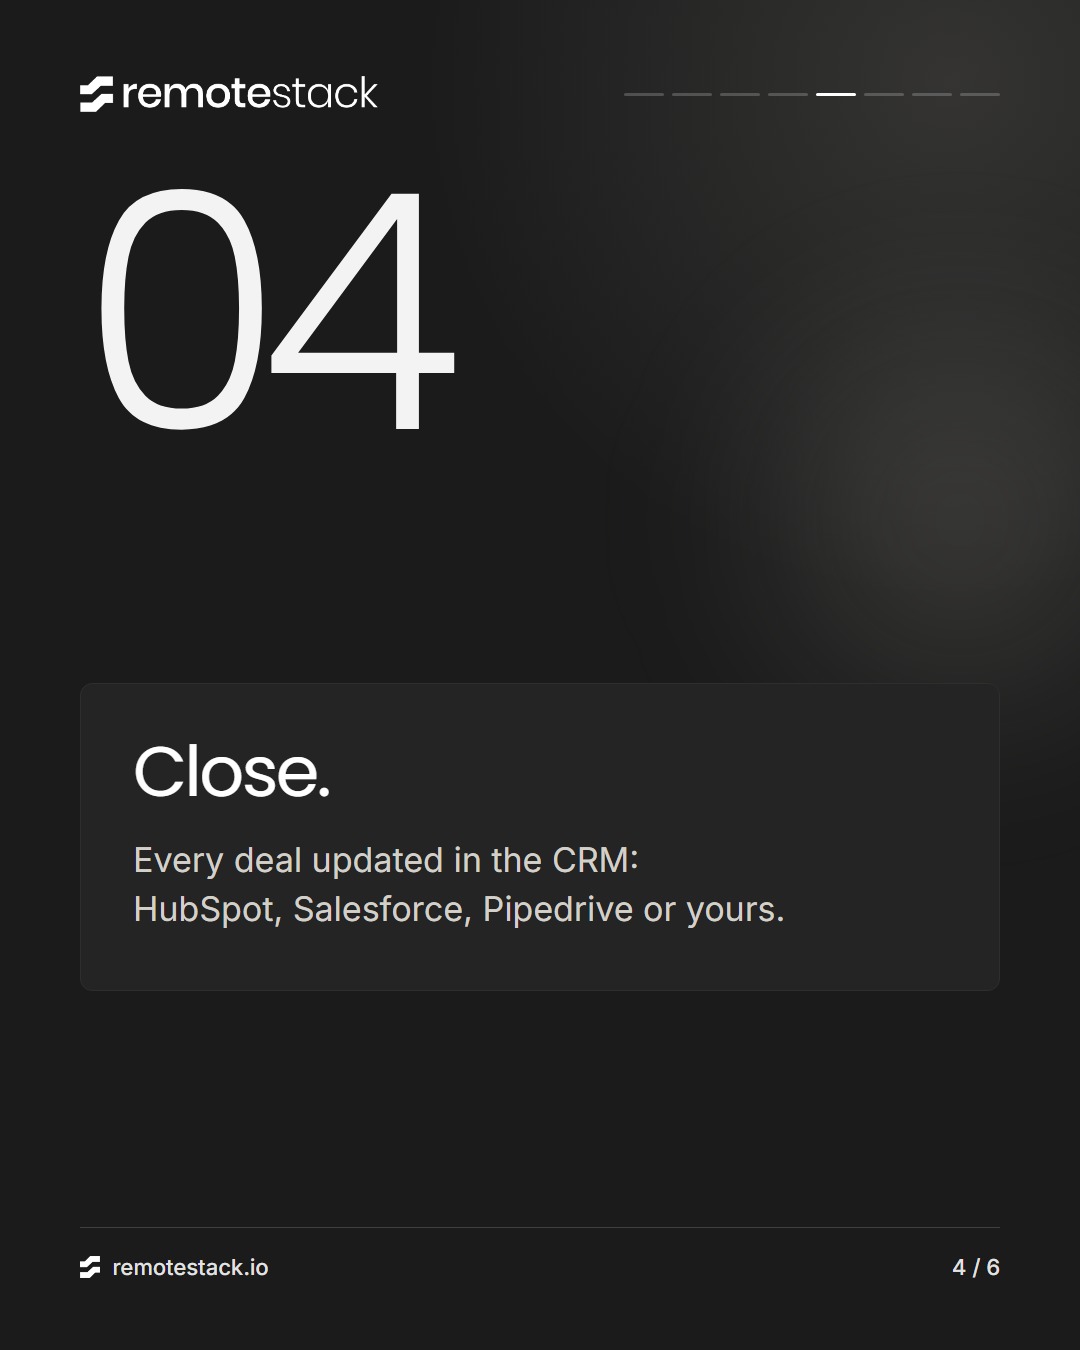 remotestack
04
Close.
Every deal updated in the CRM:
HubSpot, Salesforce, Pipedrive or yours.
remotestack.io
4 / 6